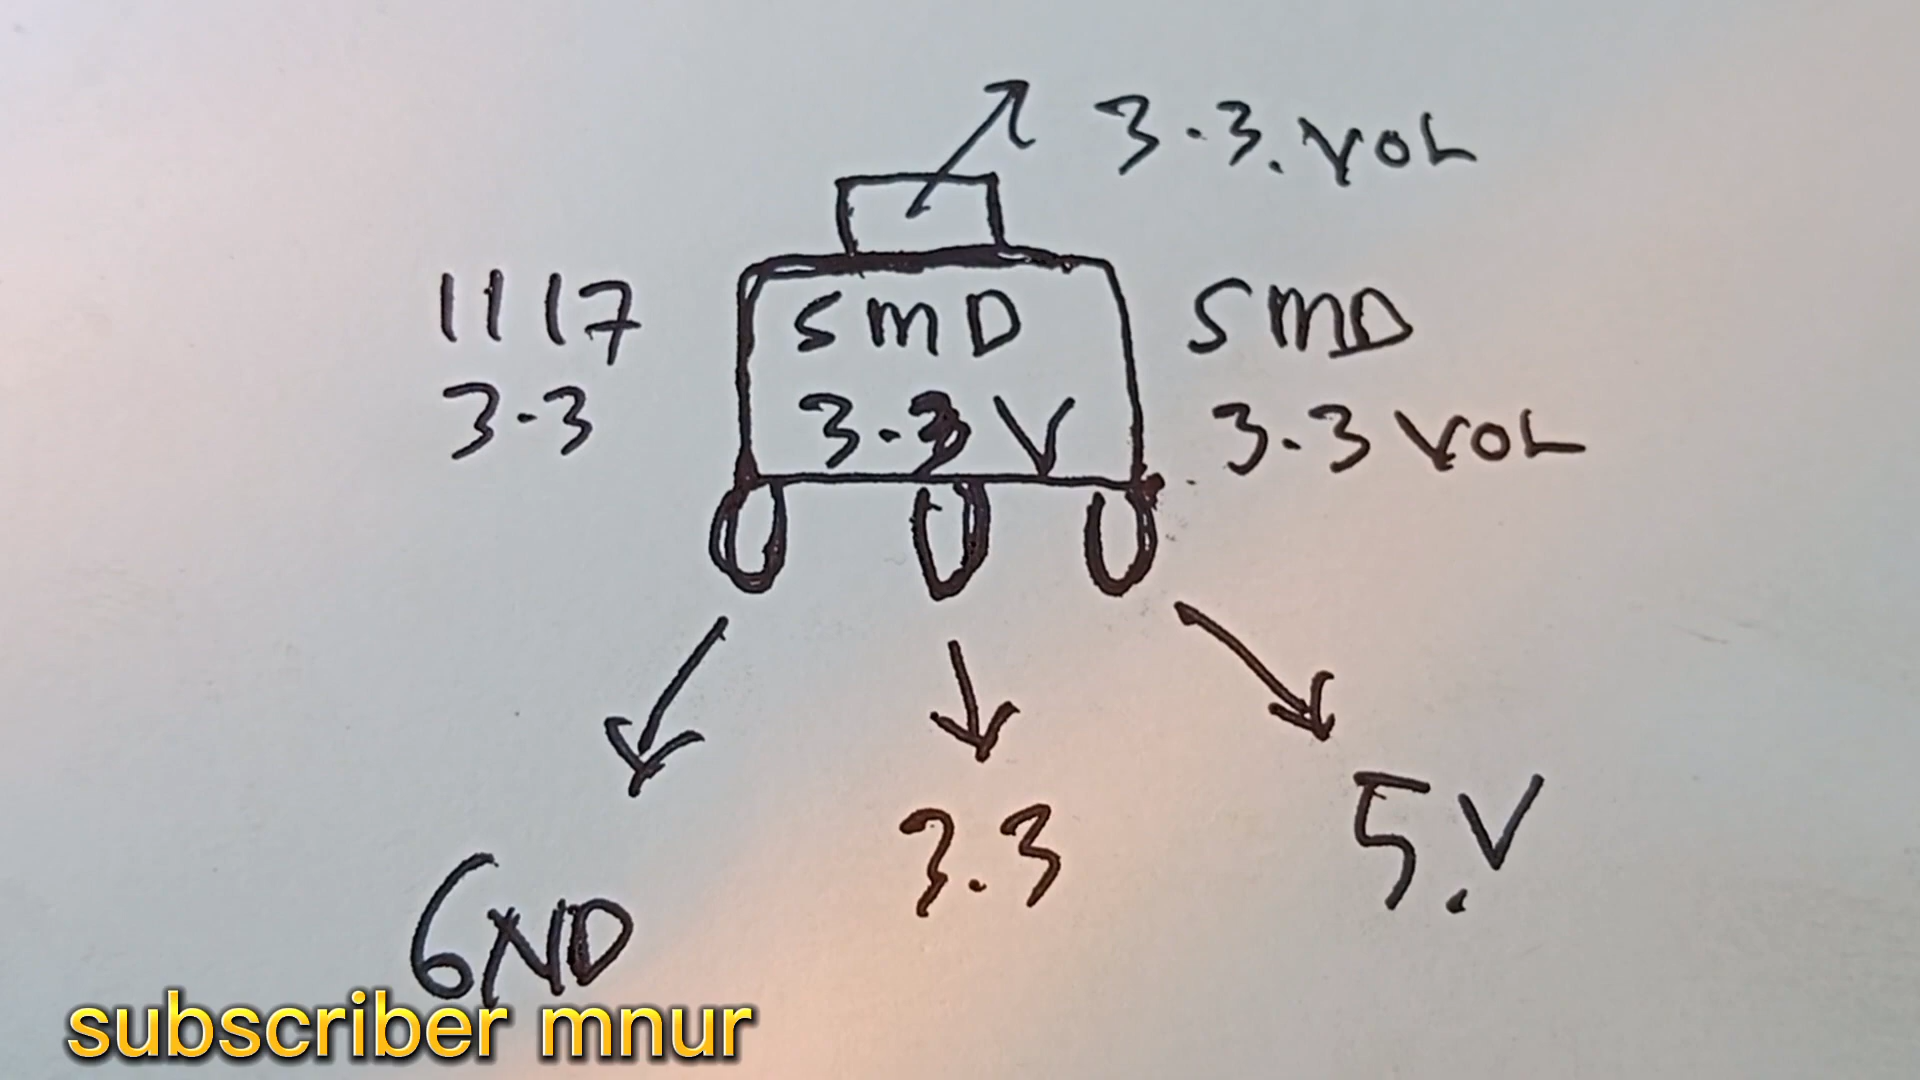 3.3.VOL
1117
3.3
SMD
3.3V
SMD
3.3 VOL
GND
3.3
5.V
subscriber mnur